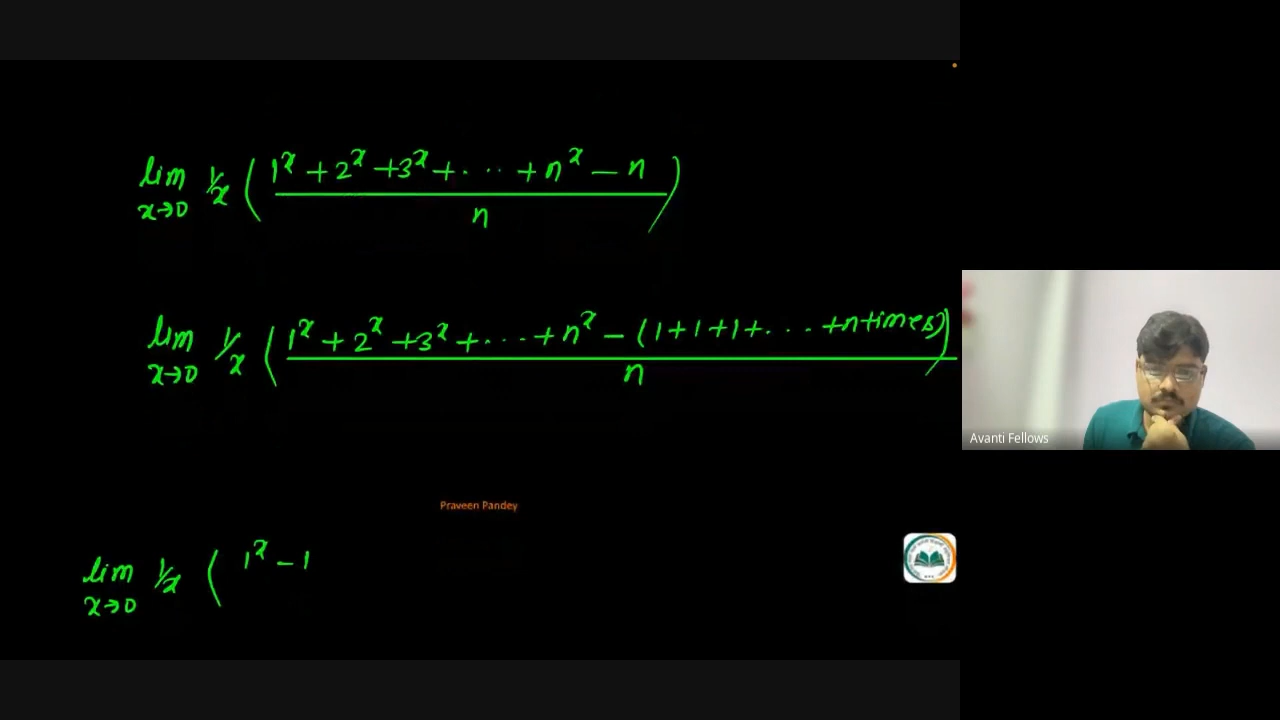 lim x→0 1/x ( (1^x + 2^x + 3^x + ... + n^x − n) / n )
lim x→0 1/x ( (1^x + 2^x + 3^x + ... + n^x − (1+1+1+... +n times)) / n )
Avanti Fellows
Praveen Pandey
lim x→0 1/x ( 1^x − 1